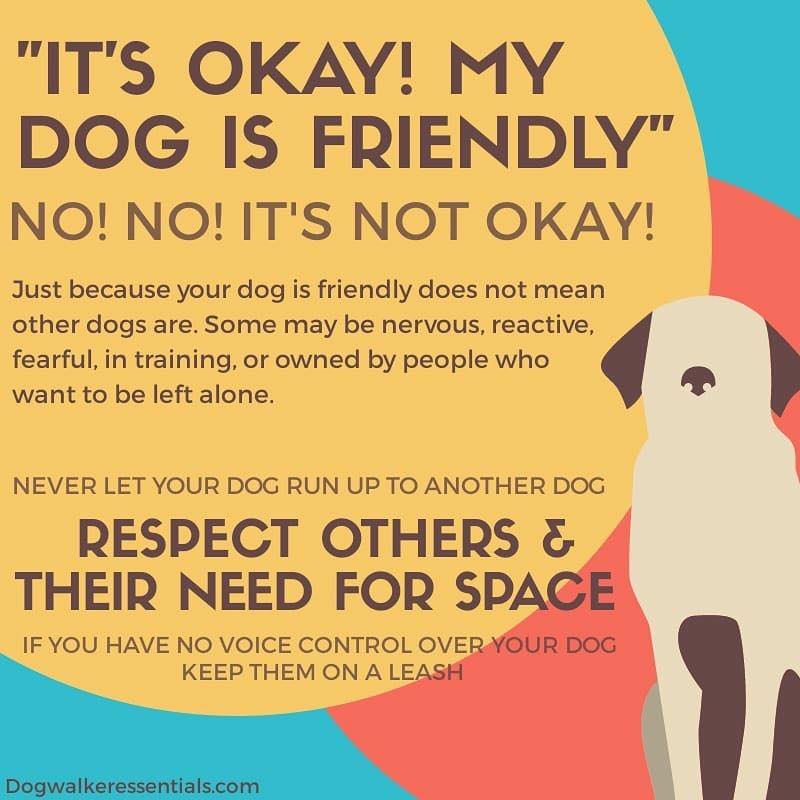 "IT'S OKAY! MY
DOG IS FRIENDLY"
NO! NO! IT'S NOT OKAY!
Just because your dog is friendly does not mean
other dogs are. Some may be nervous, reactive,
fearful, in training, or owned by people who
want to be left alone.
NEVER LET YOUR DOG RUN UP TO ANOTHER DOG
RESPECT OTHERS &
THEIR NEED FOR SPACE
IF YOU HAVE NO VOICE CONTROL OVER YOUR DOG
KEEP THEM ON A LEASH
Dogwalkeressentials.com